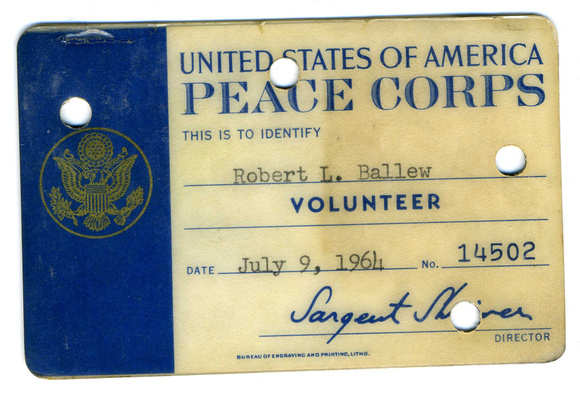 UNITED STATES OF AMERICA
PEACE CORPS
THIS IS TO IDENTIFY
Robert L. Ballew
VOLUNTEER
DATE July 9, 1964 No. 14502
Sargent Shriver
DIRECTOR
BUREAU OF ENGRAVING AND PRINTING, LITHO.